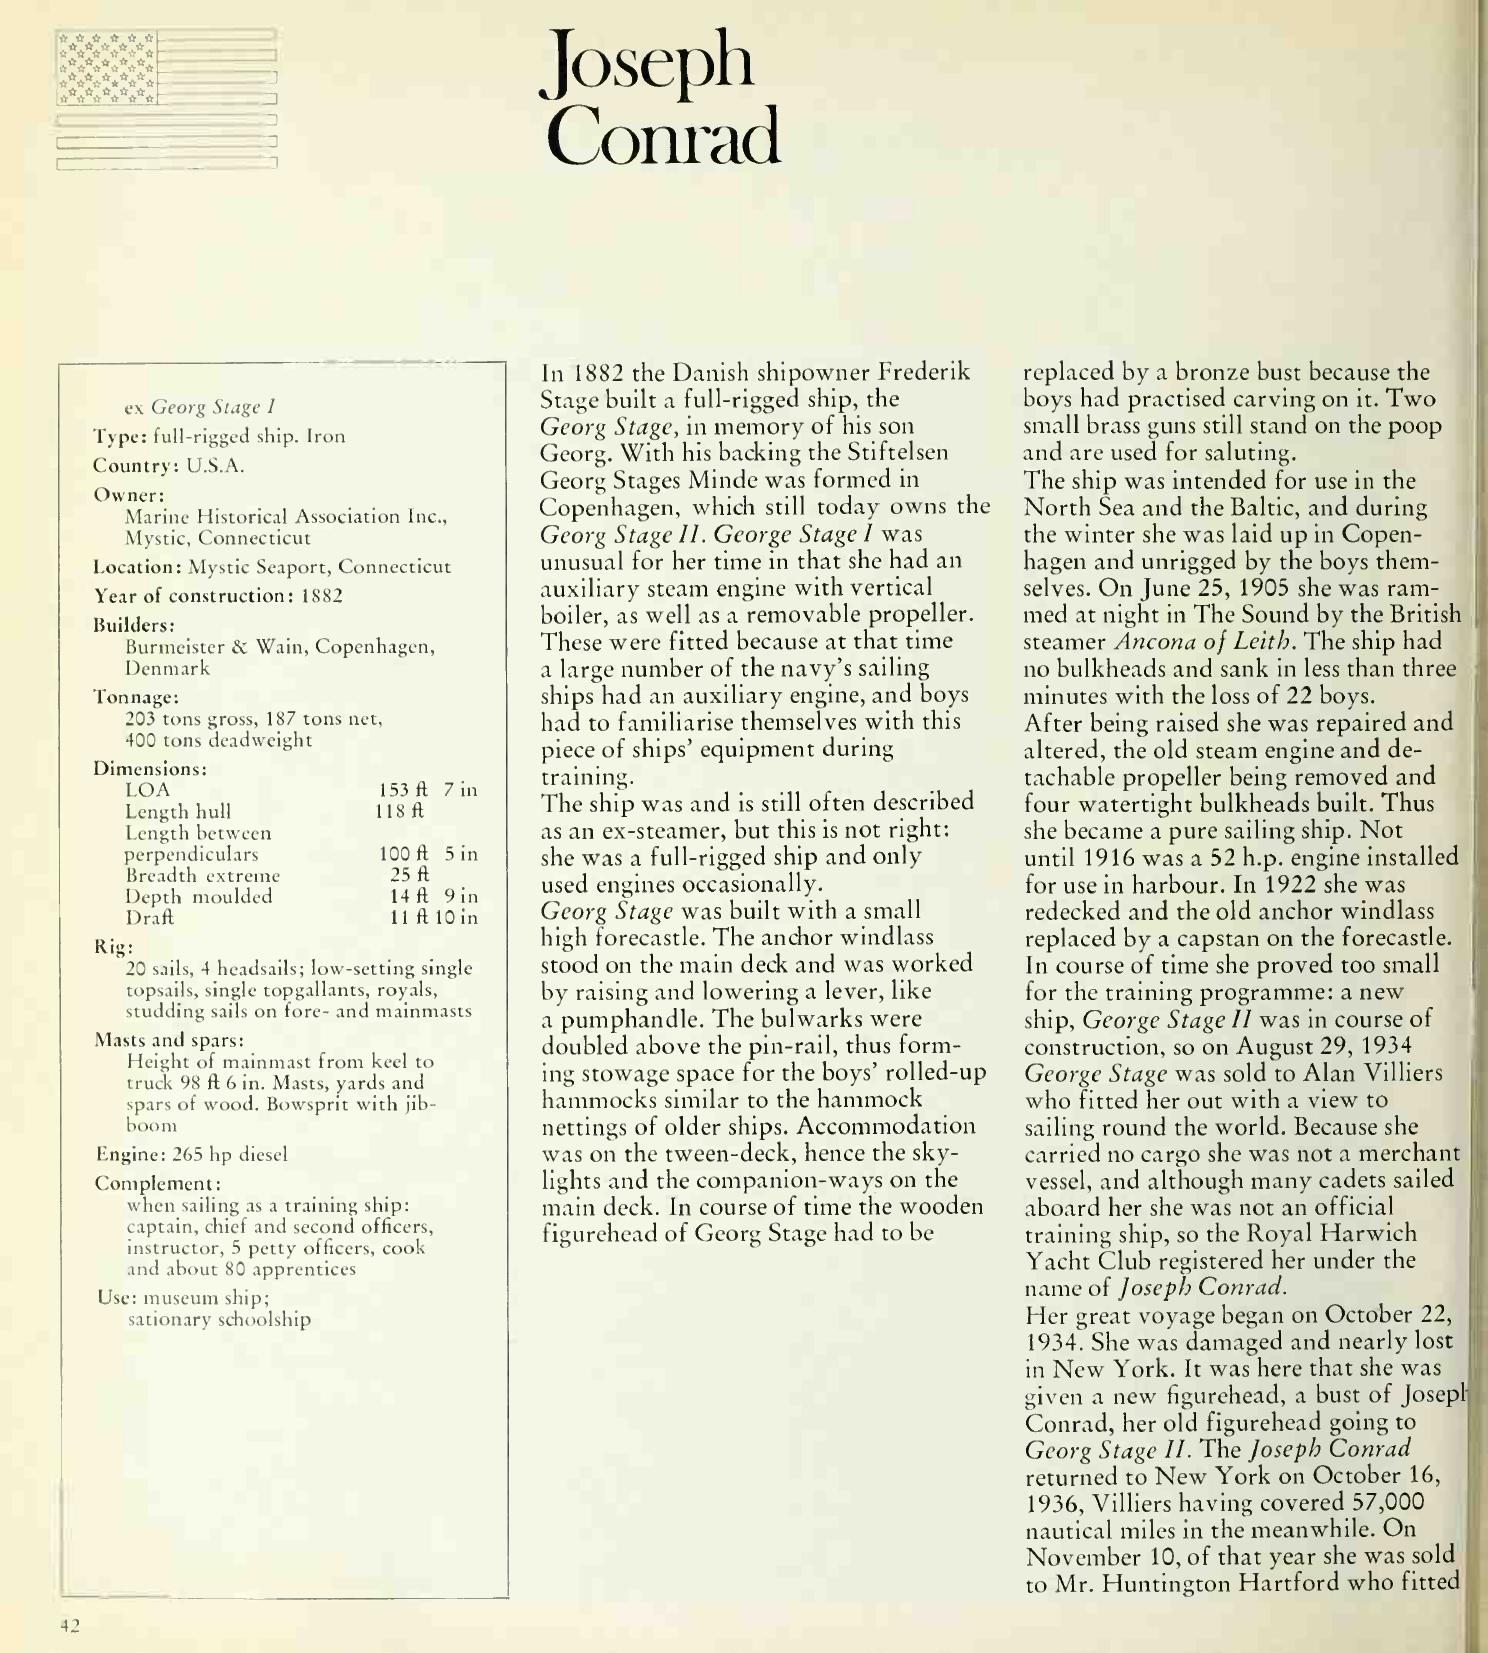 Joseph
Conrad
ex Georg Stage I
Type: full-rigged ship. Iron
Country: U.S.A.
Owner:
Marine Historical Association Inc.,
Mystic, Connecticut
Location: Mystic Seaport, Connecticut
Year of construction: 1882
Builders:
Burmeister & Wain, Copenhagen,
Denmark
Tonnage:
203 tons gross, 187 tons net,
400 tons deadweight
Dimensions:
LOA 153 ft 7 in
Length hull 118 ft
Length between
perpendiculars 100 ft 5 in
Breadth extreme 25 ft
Depth moulded 14 ft 9 in
Draft 11 ft 10 in
Rig:
20 sails, 4 headsails; low-setting single
topsails, single topgallants, royals,
studding sails on fore- and mainmasts
Masts and spars:
Height of mainmast from keel to
truck 98 ft 6 in. Masts, yards and
spars of wood. Bowsprit with jib-
boom
Engine: 265 hp diesel
Complement:
when sailing as a training ship:
captain, chief and second officers,
instructor, 5 petty officers, cook
and about 80 apprentices
Use: museum ship;
sationary schoolship
In 1882 the Danish shipowner Frederik
Stage built a full-rigged ship, the
Georg Stage, in memory of his son
Georg. With his backing the Stiftelsen
Georg Stages Minde was formed in
Copenhagen, which still today owns the
Georg Stage II. George Stage I was
unusual for her time in that she had an
auxiliary steam engine with vertical
boiler, as well as a removable propeller.
These were fitted because at that time
a large number of the navy's sailing
ships had an auxiliary engine, and boys
had to familiarise themselves with this
piece of ships' equipment during
training.
The ship was and is still often described
as an ex-steamer, but this is not right:
she was a full-rigged ship and only
used engines occasionally.
Georg Stage was built with a small
high forecastle. The anchor windlass
stood on the main deck and was worked
by raising and lowering a lever, like
a pumphandle. The bulwarks were
doubled above the pin-rail, thus form-
ing stowage space for the boys' rolled-up
hammocks similar to the hammock
nettings of older ships. Accommodation
was on the tween-deck, hence the sky-
lights and the companion-ways on the
main deck. In course of time the wooden
figurehead of Georg Stage had to be
replaced by a bronze bust because the
boys had practised carving on it. Two
small brass guns still stand on the poop
and are used for saluting.
The ship was intended for use in the
North Sea and the Baltic, and during
the winter she was laid up in Copen-
hagen and unrigged by the boys them-
selves. On June 25, 1905 she was ram-
med at night in The Sound by the British
steamer Ancona of Leith. The ship had
no bulkheads and sank in less than three
minutes with the loss of 22 boys.
After being raised she was repaired and
altered, the old steam engine and de-
tachable propeller being removed and
four watertight bulkheads built. Thus
she became a pure sailing ship. Not
until 1916 was a 52 h.p. engine installed
for use in harbour. In 1922 she was
redecked and the old anchor windlass
replaced by a capstan on the forecastle.
In course of time she proved too small
for the training programme: a new
ship, George Stage II was in course of
construction, so on August 29, 1934
George Stage was sold to Alan Villiers
who fitted her out with a view to
sailing round the world. Because she
carried no cargo she was not a merchant
vessel, and although many cadets sailed
aboard her she was not an official
training ship, so the Royal Harwich
Yacht Club registered her under the
name of Joseph Conrad.
Her great voyage began on October 22,
1934. She was damaged and nearly lost
in New York. It was here that she was
given a new figurehead, a bust of Joseph
Conrad, her old figurehead going to
Georg Stage II. The Joseph Conrad
returned to New York on October 16,
1936, Villiers having covered 57,000
nautical miles in the meanwhile. On
November 10, of that year she was sold
to Mr. Huntington Hartford who fitted
42